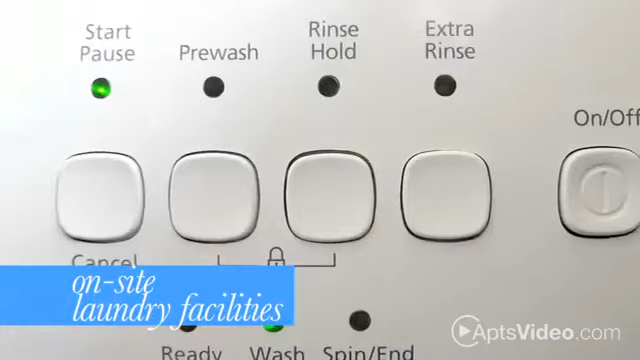 Start
Pause
Prewash
Rinse
Hold
Extra
Rinse
On/Off
Cancel
on-site
laundry facilities
AptsVideo.com
Ready
Wash
Spin/End